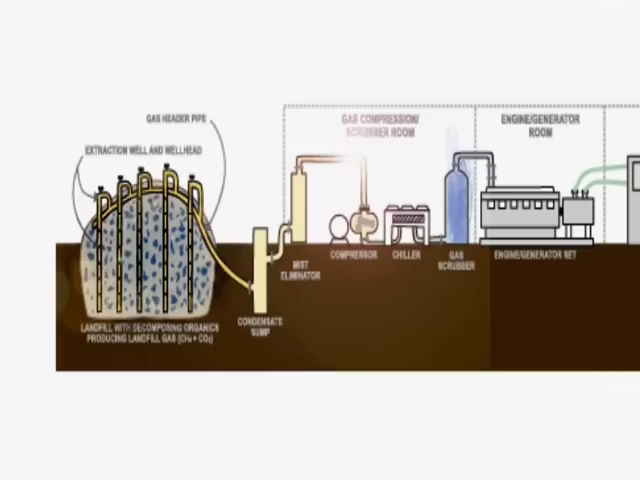 GAS HEADER PIPE
EXTRACTION WELL AND WELLHEAD
GAS COMPRESSION/
SCRUBBER ROOM
ENGINE/GENERATOR
ROOM
MIST
ELIMINATOR
COMPRESSOR
CHILLER
GAS
SCRUBBER
ENGINE/GENERATOR SET
CONDENSATE
SUMP
LANDFILL WITH DECOMPOSING ORGANICS
PRODUCING LANDFILL GAS (CH₄ + CO₂)